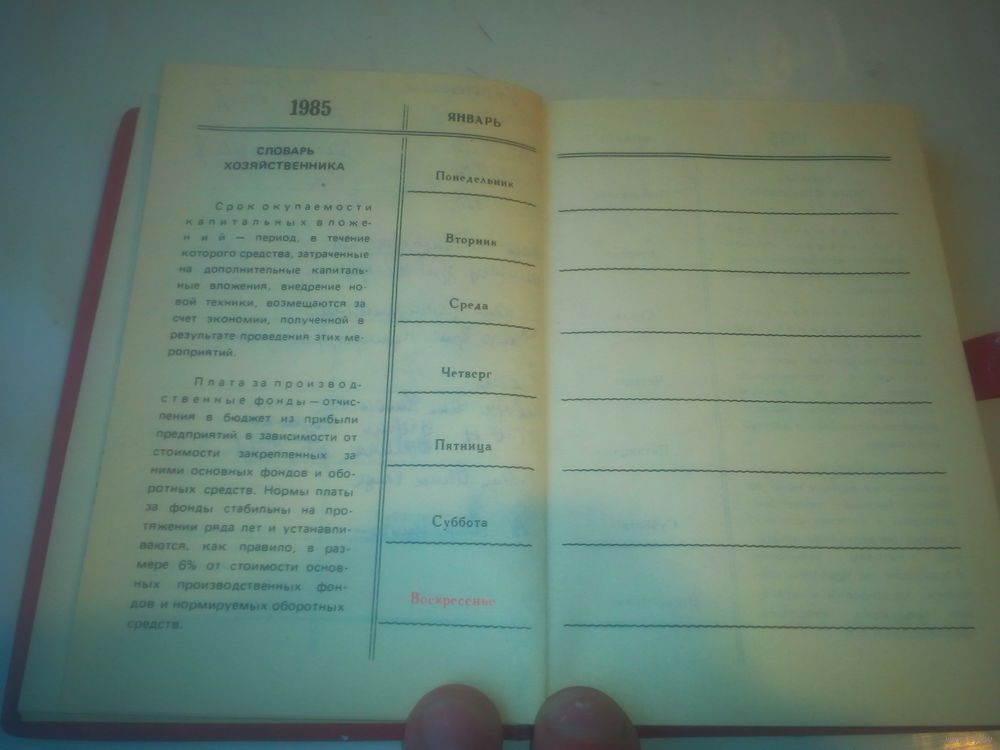 1985
ЯНВАРЬ
СЛОВАРЬ
ХОЗЯЙСТВЕННИКА
Срок окупаемости
капитальных вложе-
ний — период, в течение
которого средства, затраченные
на дополнительные капиталь-
ные вложения, внедрение но-
вой техники, возмещаются за
счет экономии, полученной в
результате проведения этих ме-
роприятий.
Плата за производ-
ственные фонды — отчис-
ления в бюджет из прибыли
предприятий в зависимости от
стоимости закрепленных за
ними основных фондов и обо-
ротных средств. Нормы платы
за фонды стабильны на про-
тяжении ряда лет и устанавли-
ваются, как правило, в раз-
мере 6% от стоимости основ-
ных производственных фон-
дов и нормируемых оборотных
средств.
Понедельник
Вторник
Среда
Четверг
Пятница
Суббота
Воскресенье